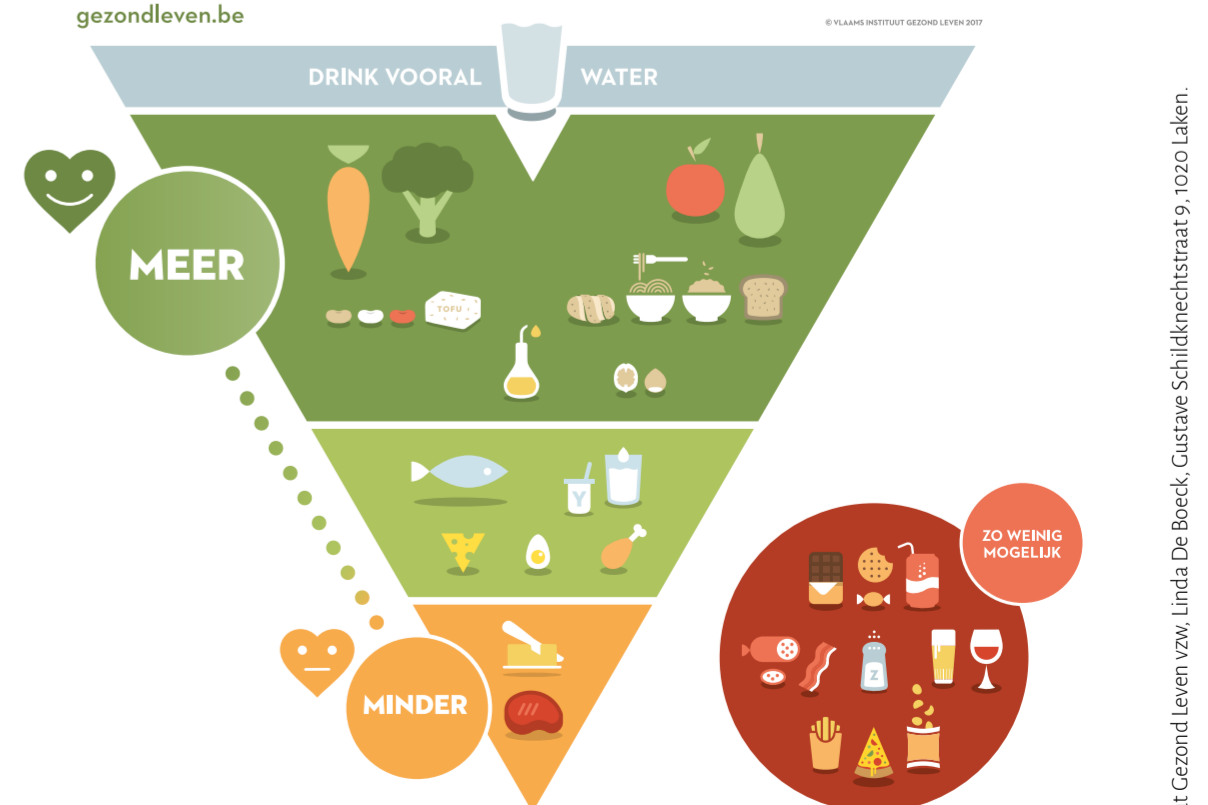 gezondleven.be
© VLAAMS INSTITUUT GEZOND LEVEN 2017
DRINK VOORAL WATER
MEER
TOFU
Y
ZO WEINIG
MOGELIJK
Z
MINDER
t Gezond Leven vzw, Linda De Boeck, Gustave Schildknechtstraat 9, 1020 Laken.